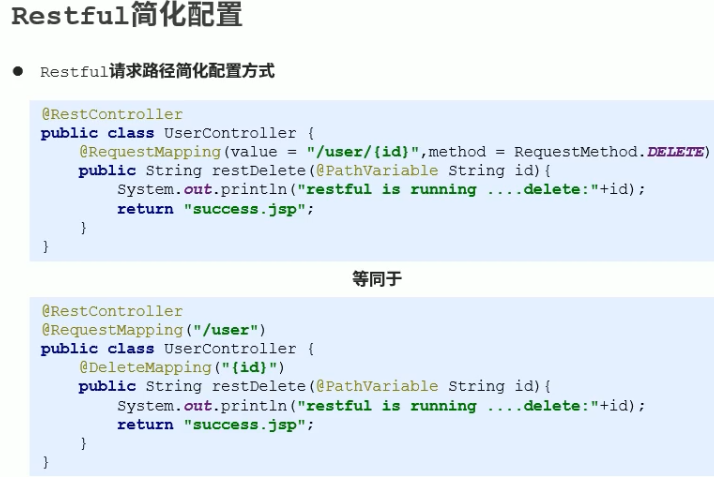 Restful简化配置
● Restful请求路径简化配置方式
@RestController
public class UserController {
    @RequestMapping(value = "/user/{id}",method = RequestMethod.DELETE)
    public String restDelete(@PathVariable String id){
        System.out.println("restful is running ....delete:"+id);
        return "success.jsp";
    }
}
等同于
@RestController
@RequestMapping("/user")
public class UserController {
    @DeleteMapping("{id}")
    public String restDelete(@PathVariable String id){
        System.out.println("restful is running ....delete:"+id);
        return "success.jsp";
    }
}